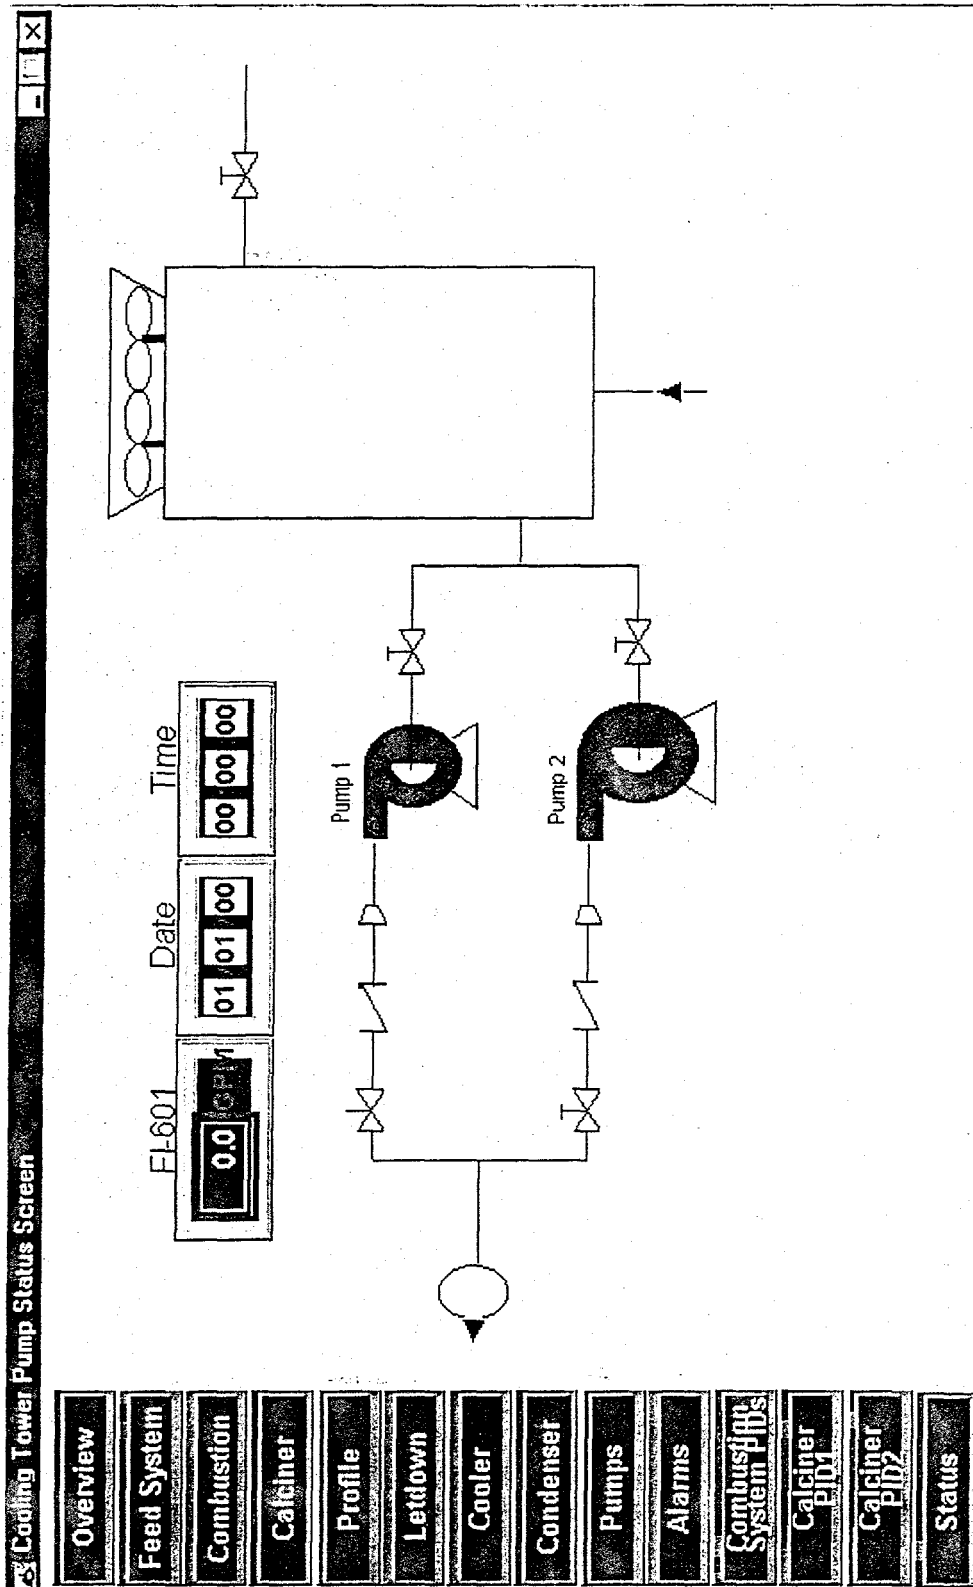 Cooling Tower Pump Status Screen
Overview
Feed System
Combustion
Calciner
Profile
Letdown
Cooler
Condenser
Pumps
Alarms
Combustion
System PIDs
Calciner
PID1
Calciner
PID2
Status
FI-601
0.0 GPM
Date
01 01 00
Time
00 00 00
Pump 1
Pump 2